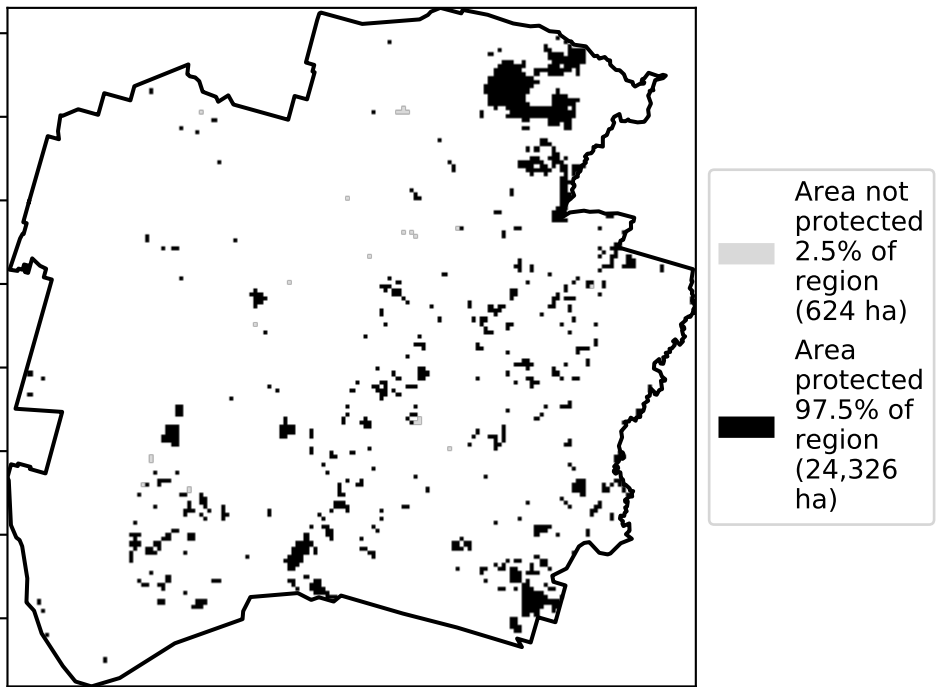 Area not
protected
2.5% of
region
(624 ha)
Area
protected
97.5% of
region
(24,326
ha)